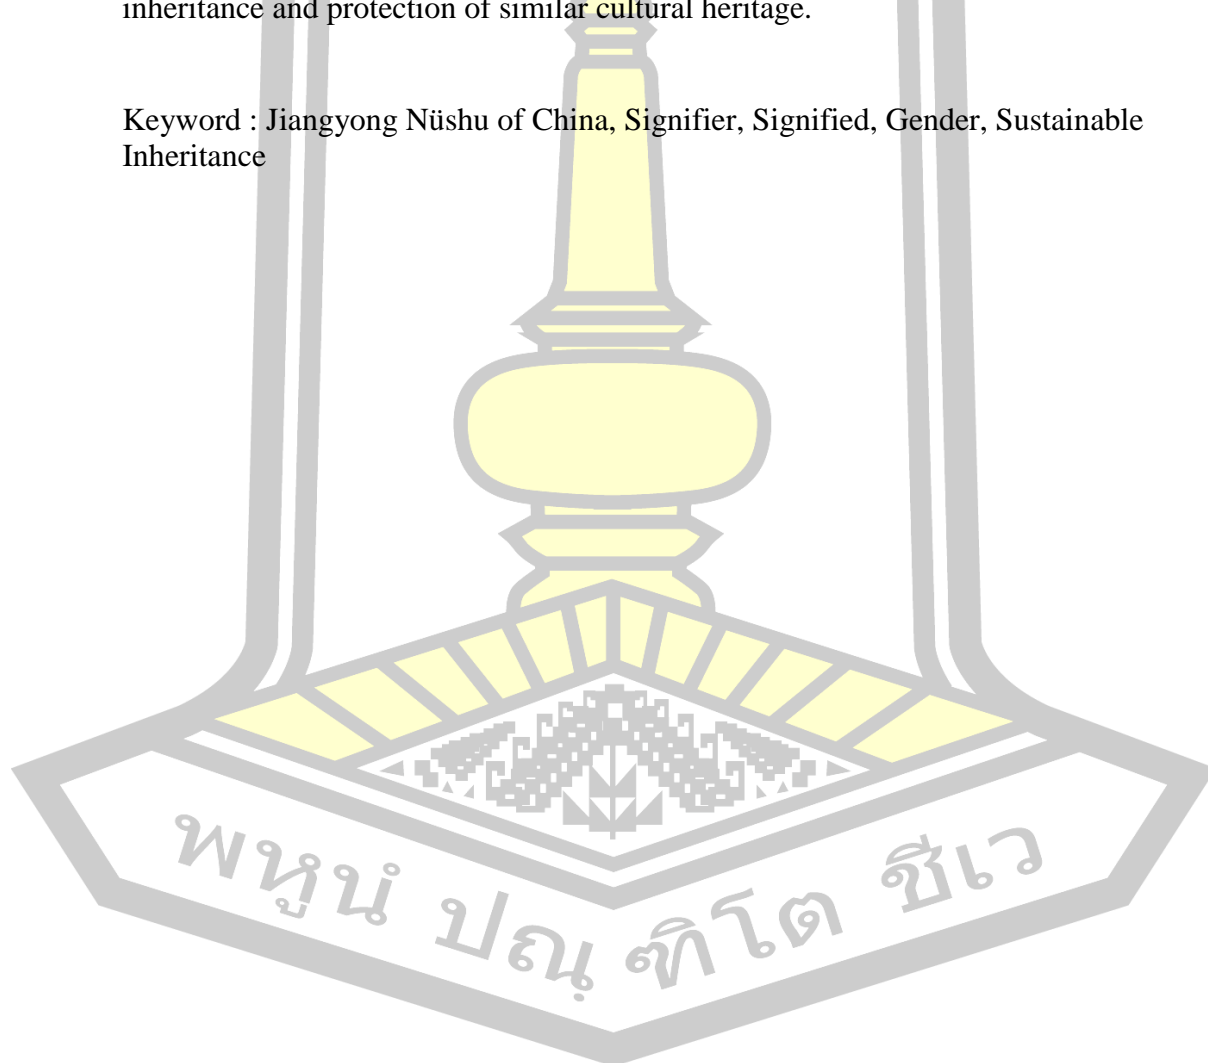 inheritance and protection of similar cultural heritage.
Keyword : Jiangyong Nüshu of China, Signifier, Signified, Gender, Sustainable
Inheritance
พหูนํ ปณฺฑิโต ชีเว